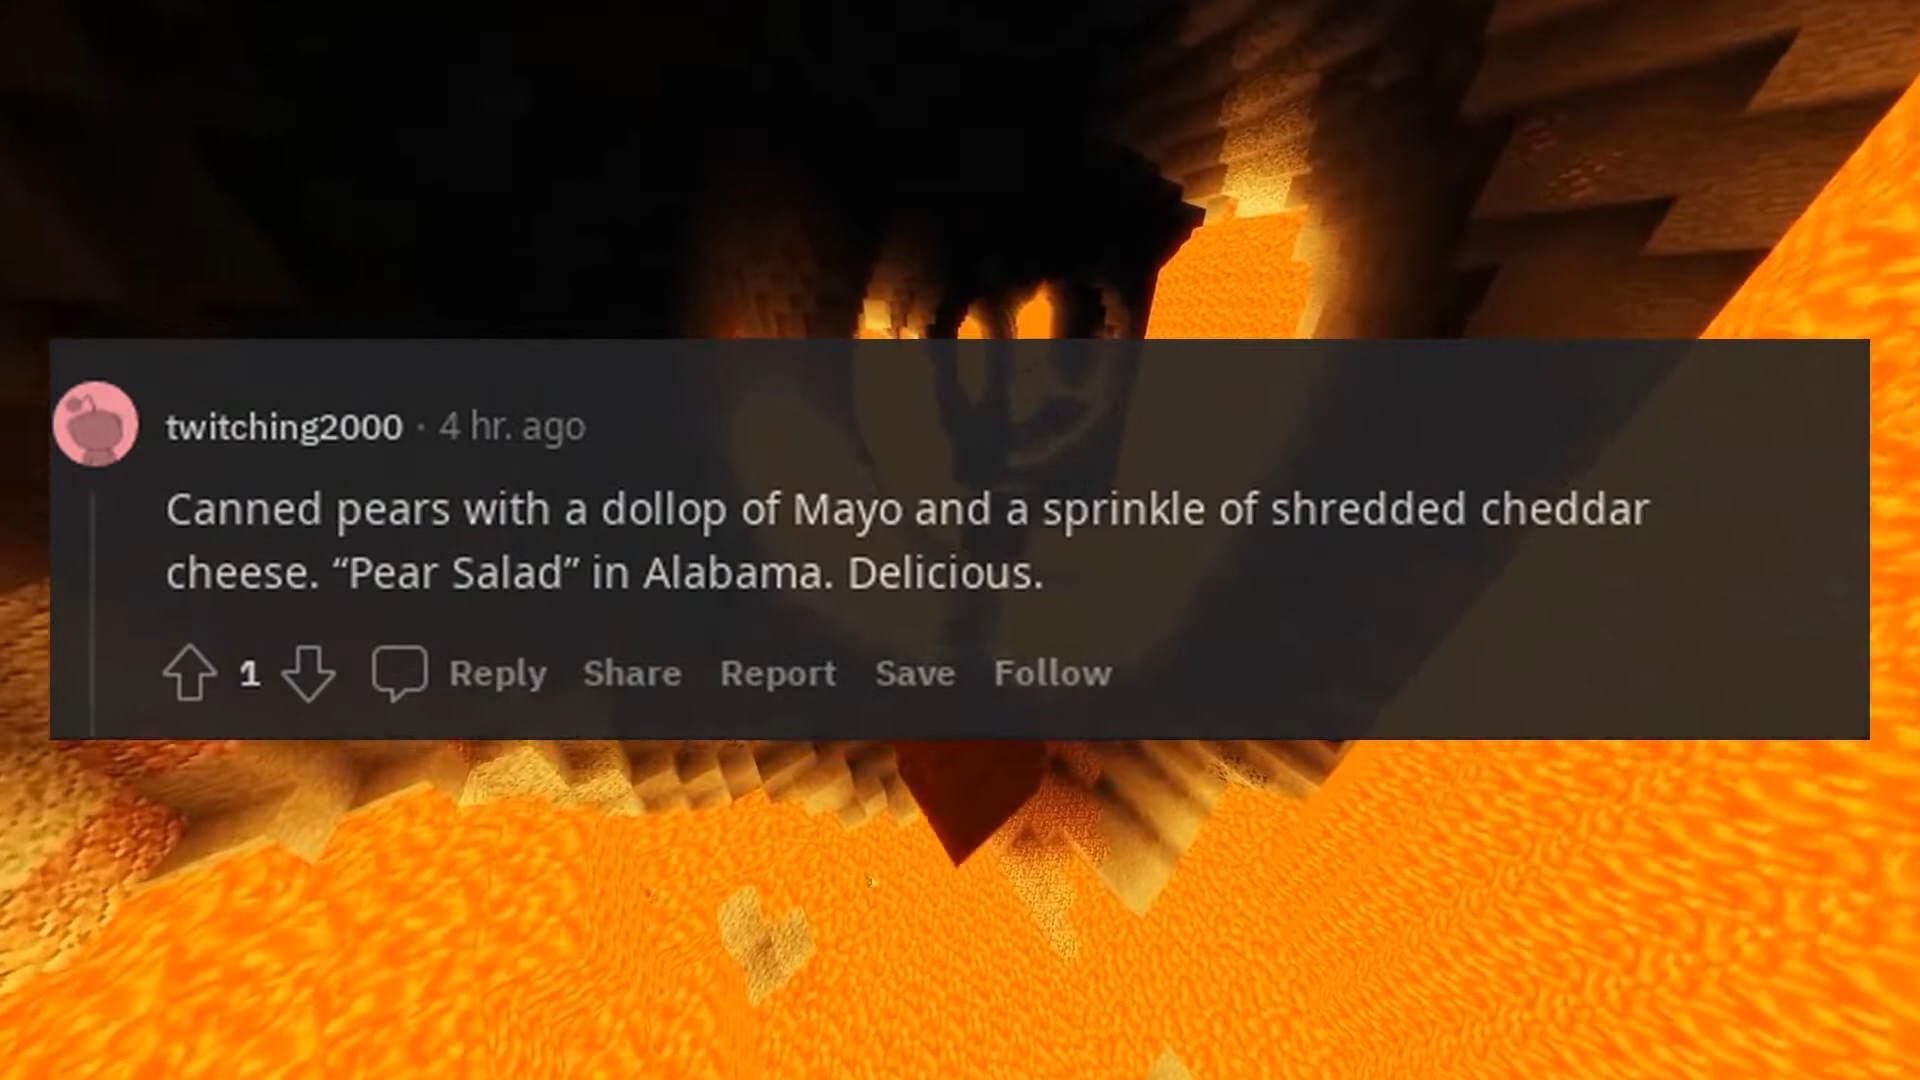 twitching2000 · 4 hr. ago
Canned pears with a dollop of Mayo and a sprinkle of shredded cheddar
cheese. “Pear Salad” in Alabama. Delicious.
1 Reply Share Report Save Follow